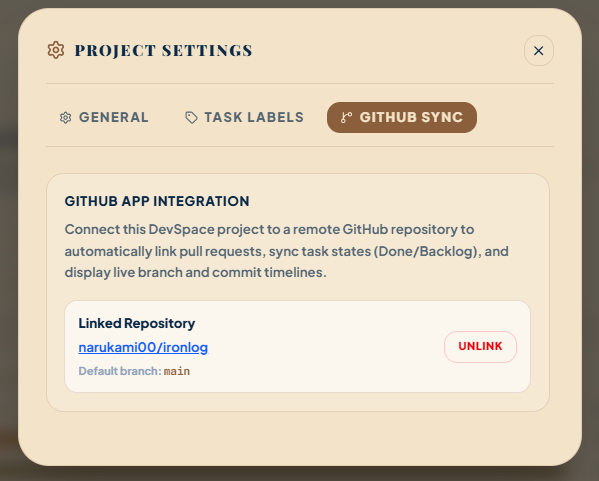 PROJECT SETTINGS
GENERAL
TASK LABELS
GITHUB SYNC
GITHUB APP INTEGRATION
Connect this DevSpace project to a remote GitHub repository to
automatically link pull requests, sync task states (Done/Backlog), and
display live branch and commit timelines.
Linked Repository
narukami00/ironlog
UNLINK
Default branch: main